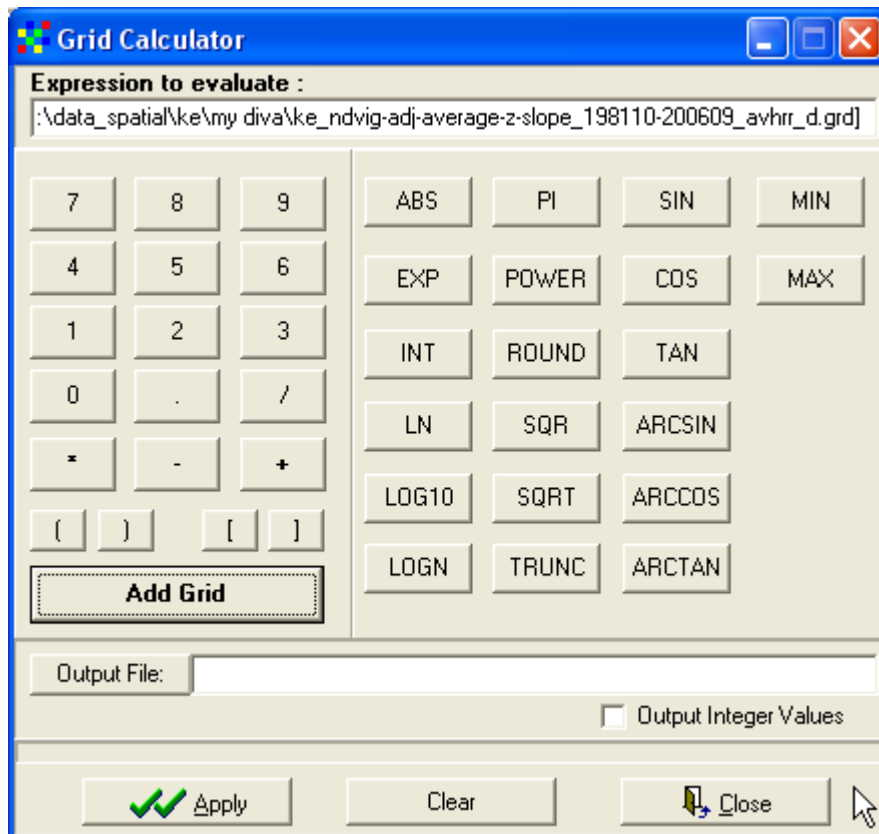 Grid Calculator
Expression to evaluate :
:\data_spatial\ke\my diva\ke_ndvig-adj-average-z-slope_198110-200609_avhrr_d.grd]
7 8 9 ABS PI SIN MIN
4 5 6 EXP POWER COS MAX
1 2 3 INT ROUND TAN
0 . / LN SQR ARCSIN
* - +
LOG10 SQRT ARCCOS
( ) [ ]
LOGN TRUNC ARCTAN
Add Grid
Output File:
Output Integer Values
Apply Clear Close